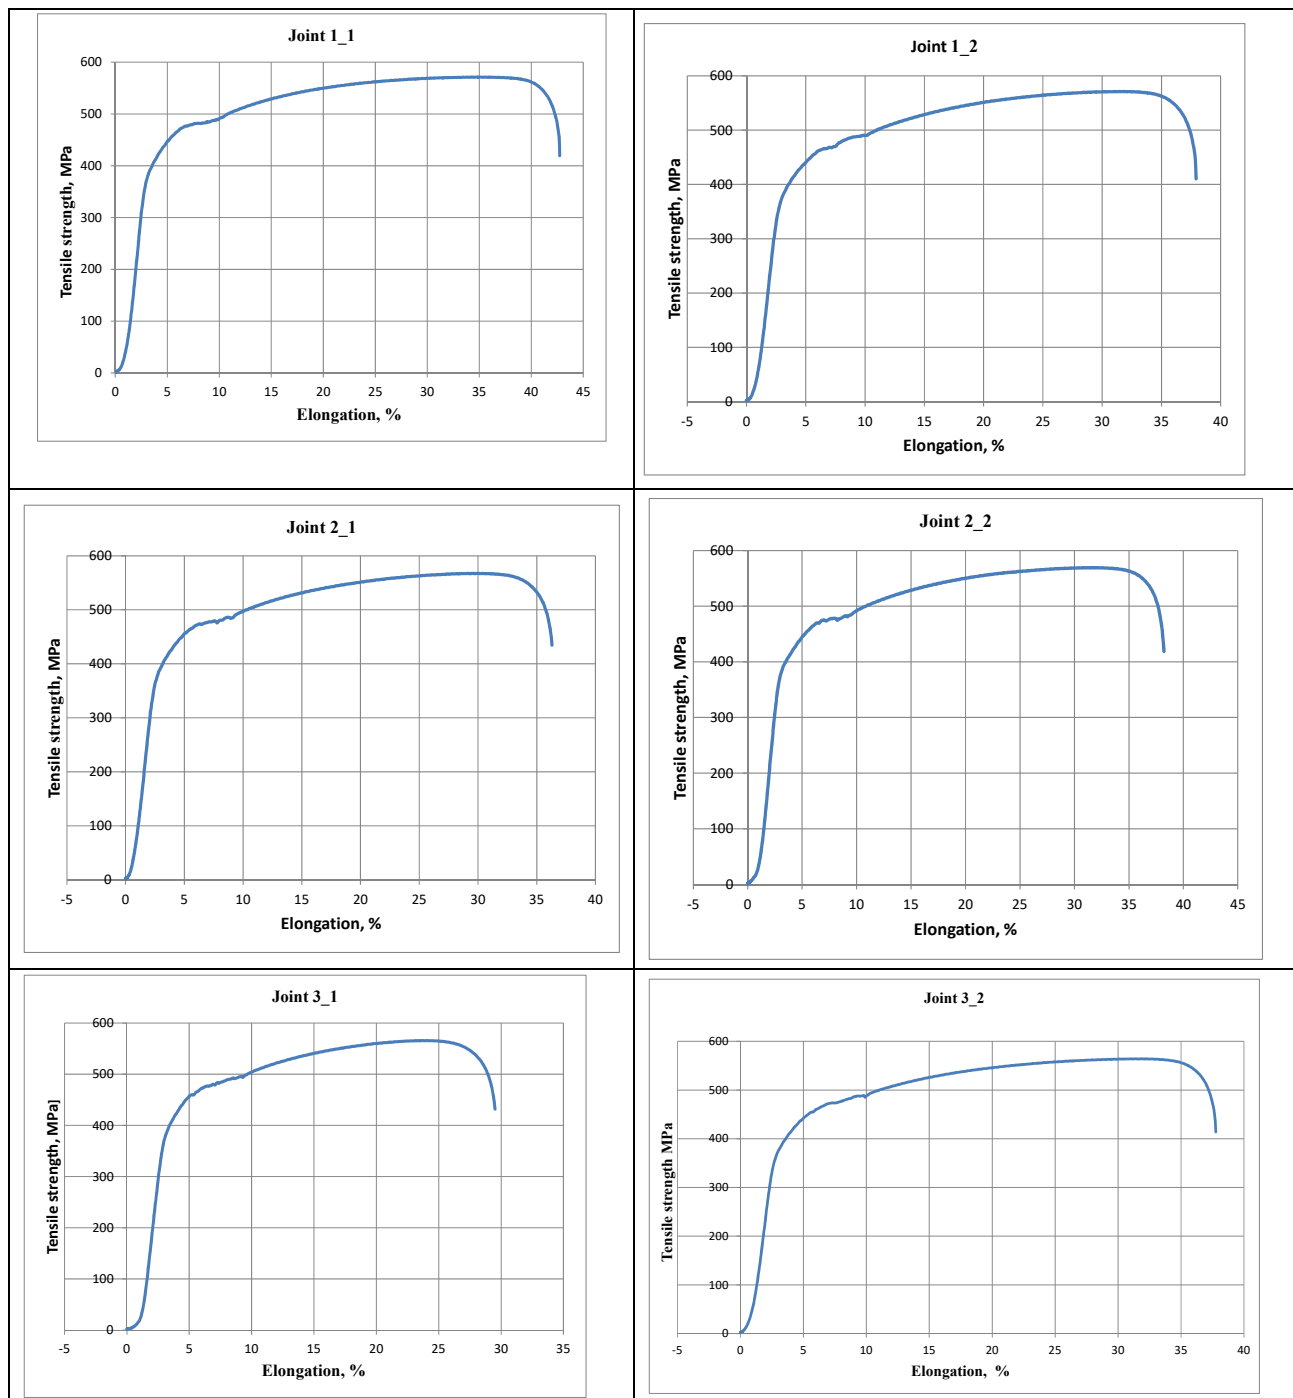 Joint 1_1
600
500
400
300
200
100
0
0 5 10 15 20 25 30 35 40 45
Tensile strength, MPa
Elongation, %
Joint 1_2
600
500
400
300
200
100
0
-5 0 5 10 15 20 25 30 35 40
Tensile strength, MPa
Elongation, %
Joint 2_1
600
500
400
300
200
100
0
-5 0 5 10 15 20 25 30 35 40
Tensile strength, MPa
Elongation, %
Joint 2_2
600
500
400
300
200
100
0
-5 0 5 10 15 20 25 30 35 40 45
Tensile strength, MPa
Elongation, %
Joint 3_1
600
500
400
300
200
100
0
-5 0 5 10 15 20 25 30 35
Tensile strength, MPa]
Elongation, %
Joint 3_2
600
500
400
300
200
100
0
-5 0 5 10 15 20 25 30 35 40
Tensile strength MPa
Elongation, %